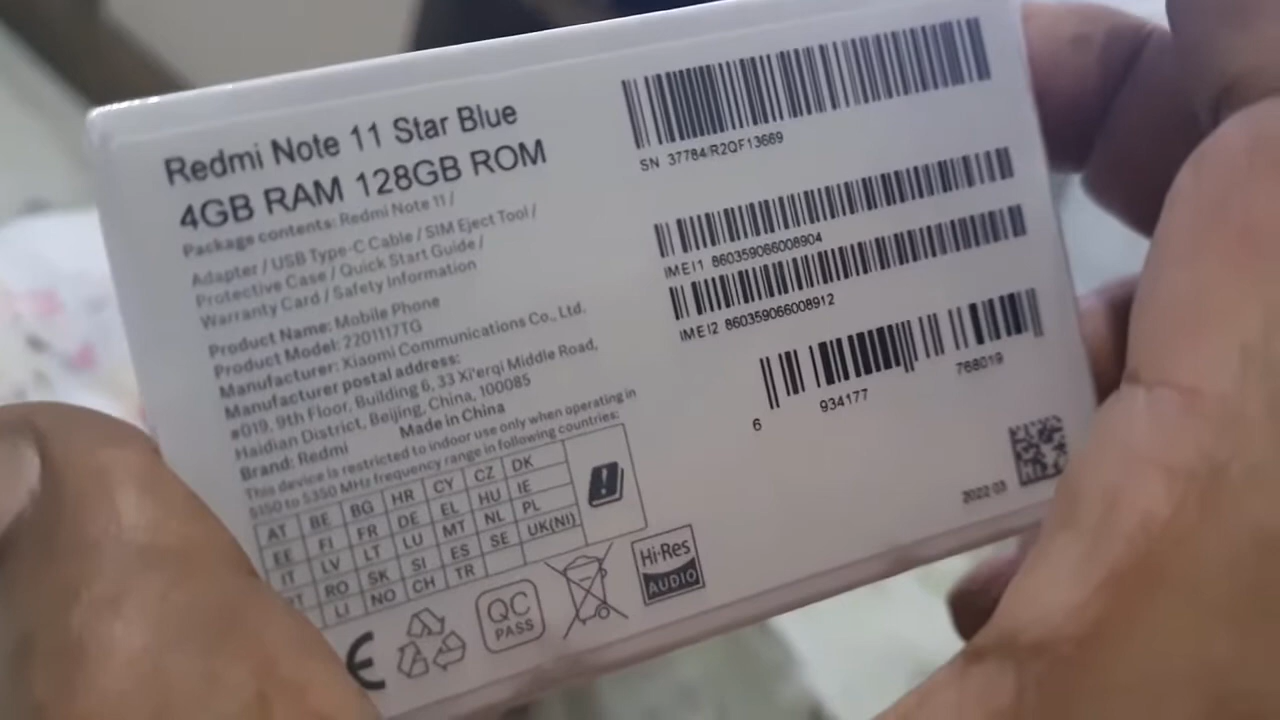 Redmi Note 11 Star Blue
4GB RAM 128GB ROM
Package contents: Redmi Note 11 /
Adapter / USB Type-C Cable / SIM Eject Tool /
Protective Case / Quick Start Guide /
Warranty Card / Safety Information
Product Name: Mobile Phone
Product Model: 2201117TG
Manufacturer: Xiaomi Communications Co., Ltd.
Manufacturer postal address:
#019, 9th Floor, Building 6, 33 Xi'erqi Middle Road,
Haidian District, Beijing, China, 100085
Brand: Redmi Made in China
This device is restricted to indoor use only when operating in
5150 to 5350 MHz frequency range in following countries:
AT BE BG HR CY CZ DK
EE FI FR DE EL HU IE
IT LV LT LU MT NL PL
RO SK SI ES SE UK(NI)
LI NO CH TR
CE
QC
PASS
Hi-Res
AUDIO
SN 37784/R2QF13669
IMEI1 860359066008904
IMEI2 860359066008912
6 934177 768019
2022 03